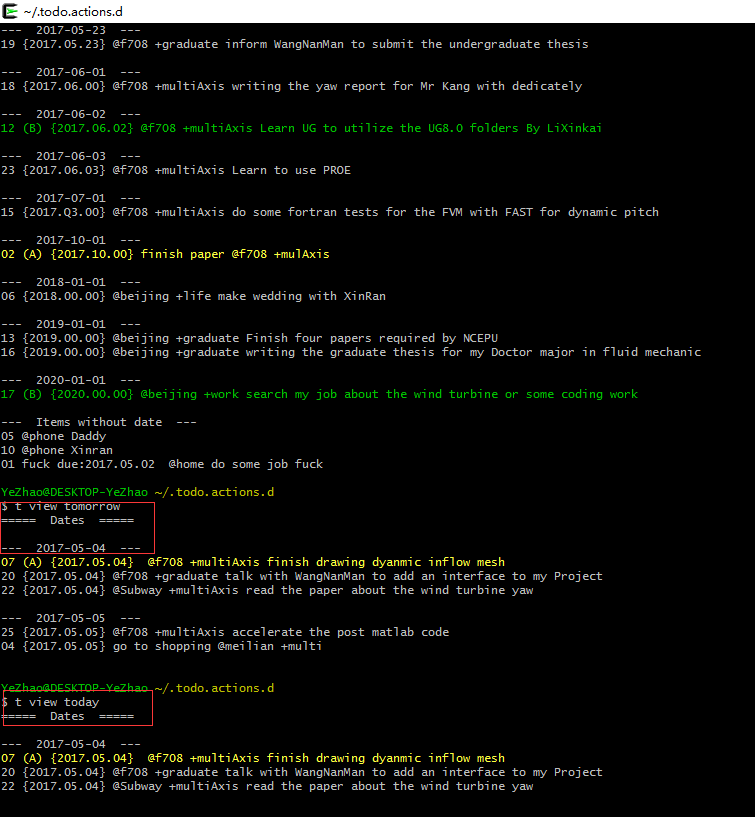 ~/.todo.actions.d
---  2017-05-23  ---
19 {2017.05.23} @f708 +graduate inform WangNanMan to submit the undergraduate thesis
---  2017-06-01  ---
18 {2017.06.00} @f708 +multiAxis writing the yaw report for Mr Kang with dedicately
---  2017-06-02  ---
12 (B) {2017.06.02} @f708 +multiAxis Learn UG to utilize the UG8.0 folders By LiXinkai
---  2017-06-03  ---
23 {2017.06.03} @f708 +multiAxis Learn to use PROE
---  2017-07-01  ---
15 {2017.Q3.00} @f708 +multiAxis do some fortran tests for the FVM with FAST for dynamic pitch
---  2017-10-01  ---
02 (A) {2017.10.00} finish paper @f708 +mulAxis
---  2018-01-01  ---
06 {2018.00.00} @beijing +life make wedding with XinRan
---  2019-01-01  ---
13 {2019.00.00} @beijing +graduate Finish four papers required by NCEPU
16 {2019.00.00} @beijing +graduate writing the graduate thesis for my Doctor major in fluid mechanic
---  2020-01-01  ---
17 (B) {2020.00.00} @beijing +work search my job about the wind turbine or some coding work
---  Items without date  ---
05 @phone Daddy
10 @phone Xinran
01 fuck due:2017.05.02  @home do some job fuck
YeZhao@DESKTOP-YeZhao ~/.todo.actions.d
$ t view tomorrow
=====  Dates  =====
---  2017-05-04  ---
07 (A) {2017.05.04}  @f708 +multiAxis finish drawing dyanmic inflow mesh
20 {2017.05.04} @f708 +graduate talk with WangNanMan to add an interface to my Project
22 {2017.05.04} @Subway +multiAxis read the paper about the wind turbine yaw
---  2017-05-05  ---
25 {2017.05.05} @f708 +multiAxis accelerate the post matlab code
04 {2017.05.05} go to shopping @meilian +multi
YeZhao@DESKTOP-YeZhao ~/.todo.actions.d
$ t view today
=====  Dates  =====
---  2017-05-04  ---
07 (A) {2017.05.04}  @f708 +multiAxis finish drawing dyanmic inflow mesh
20 {2017.05.04} @f708 +graduate talk with WangNanMan to add an interface to my Project
22 {2017.05.04} @Subway +multiAxis read the paper about the wind turbine yaw